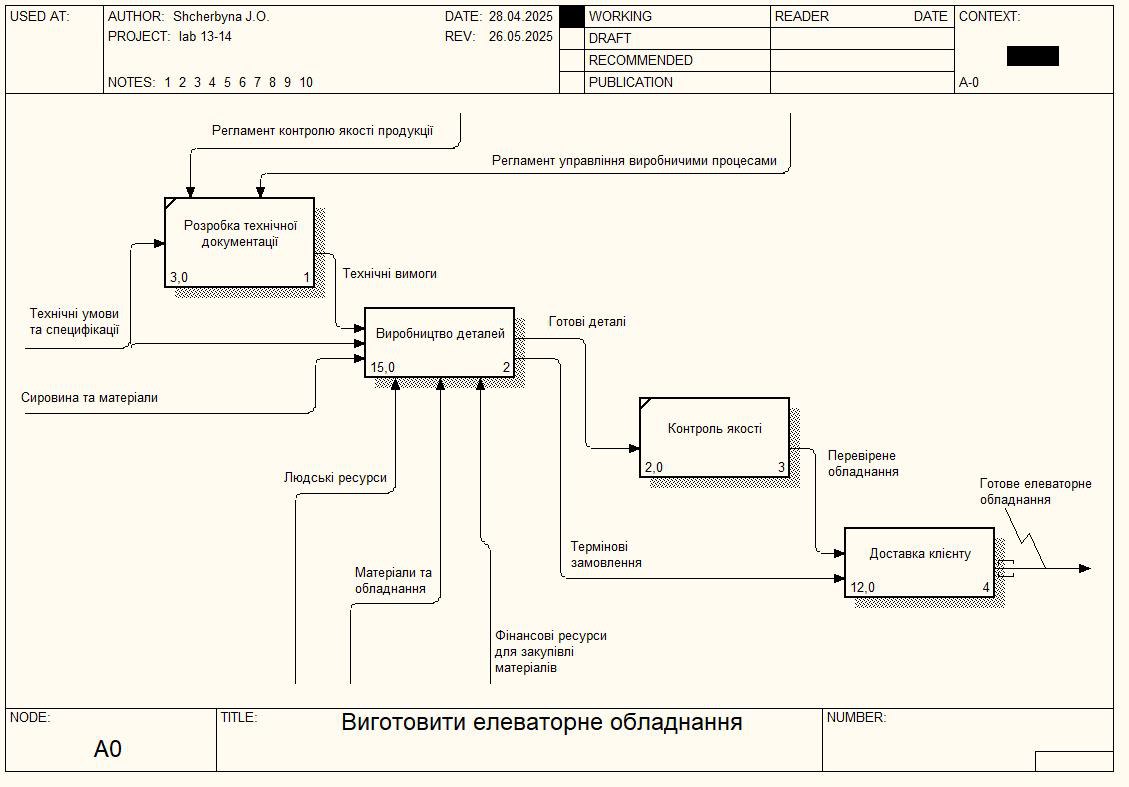 USED AT:
AUTHOR: Shcherbyna J.O.
DATE: 28.04.2025
PROJECT: lab 13-14
REV: 26.05.2025
NOTES: 1 2 3 4 5 6 7 8 9 10
WORKING
DRAFT
RECOMMENDED
PUBLICATION
READER DATE
CONTEXT:
A-0
Регламент контролю якості продукції
Регламент управління виробничими процесами
Розробка технічної
документації
3,0 1
Технічні вимоги
Технічні умови
та специфікації
Виробництво деталей
15,0 2
Готові деталі
Сировина та матеріали
Контроль якості
2,0 3
Людські ресурси
Перевірене
обладнання
Готове елеваторне
обладнання
Доставка клієнту
12,0 4
Термінові
замовлення
Матеріали та
обладнання
Фінансові ресурси
для закупівлі
матеріалів
NODE:
A0
TITLE:
Виготовити елеваторне обладнання
NUMBER: